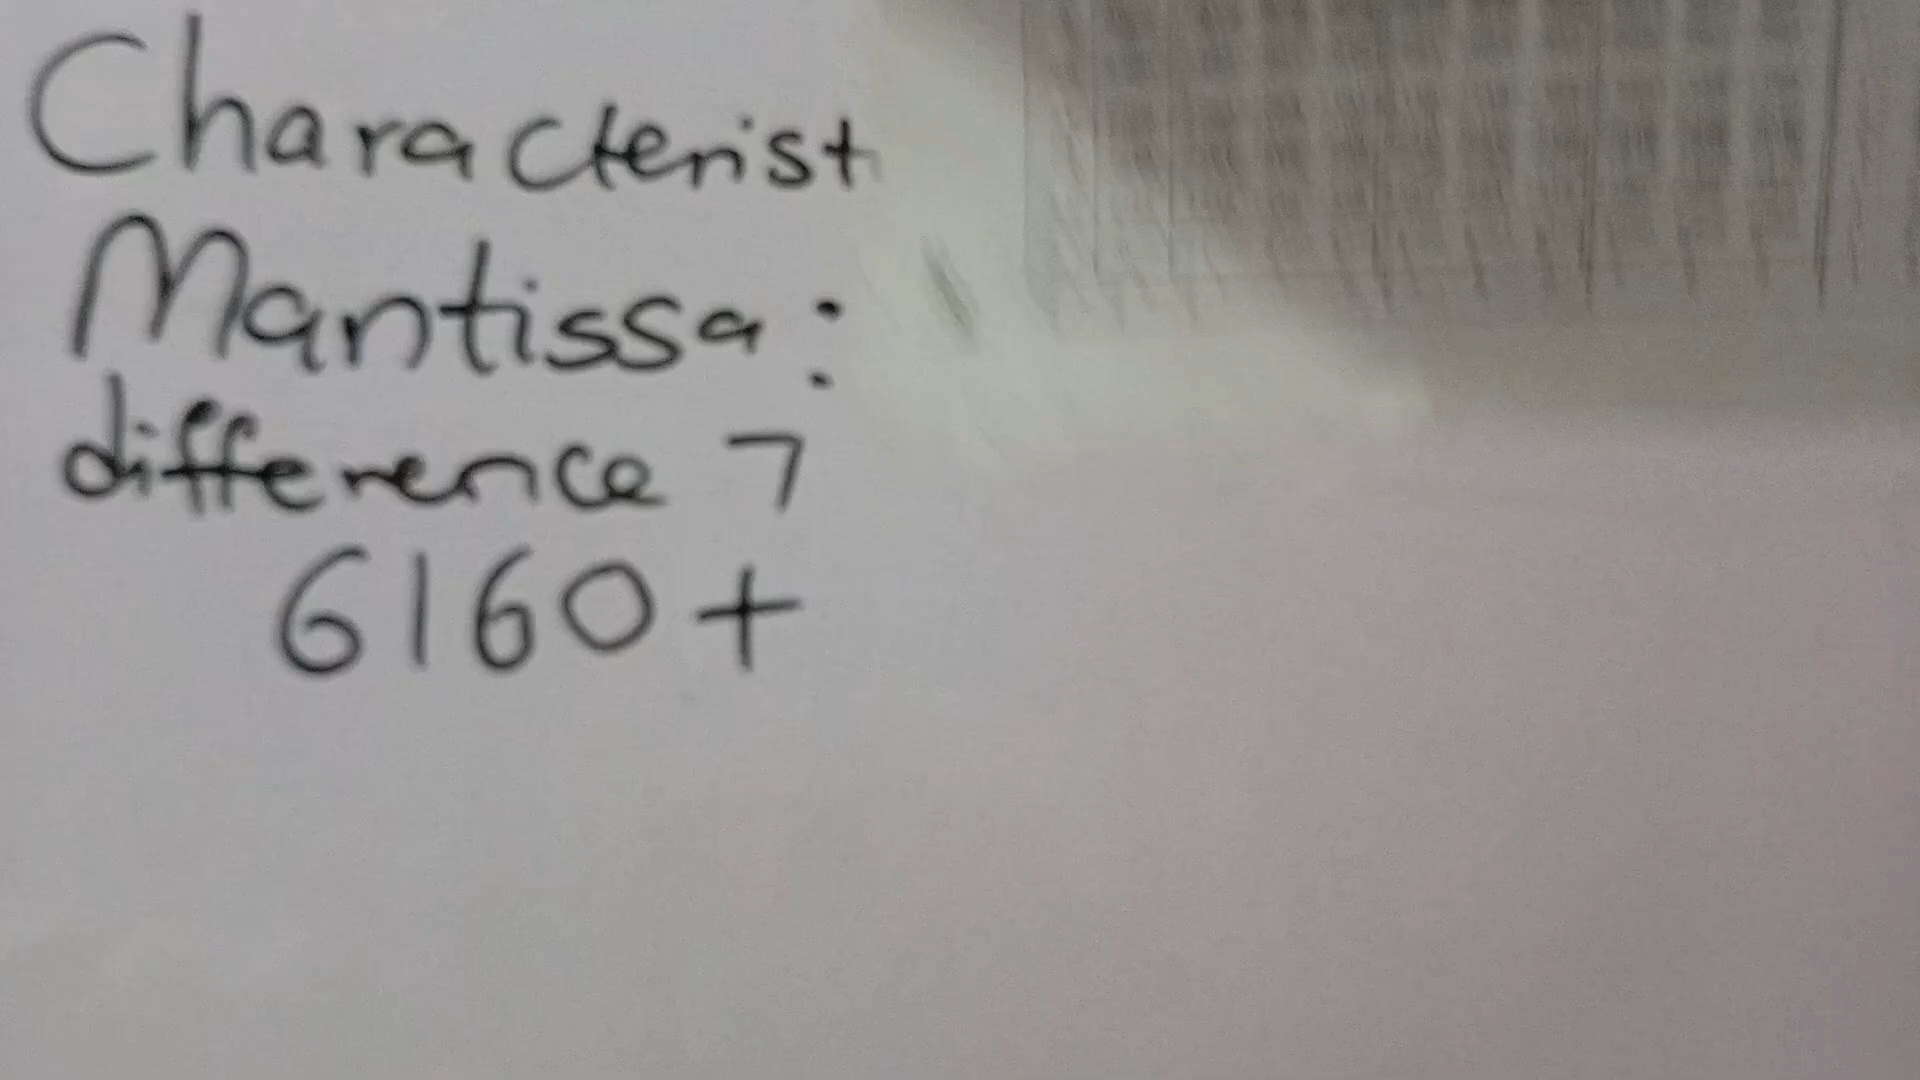 Characterist
Mantissa:
difference 7
6160+